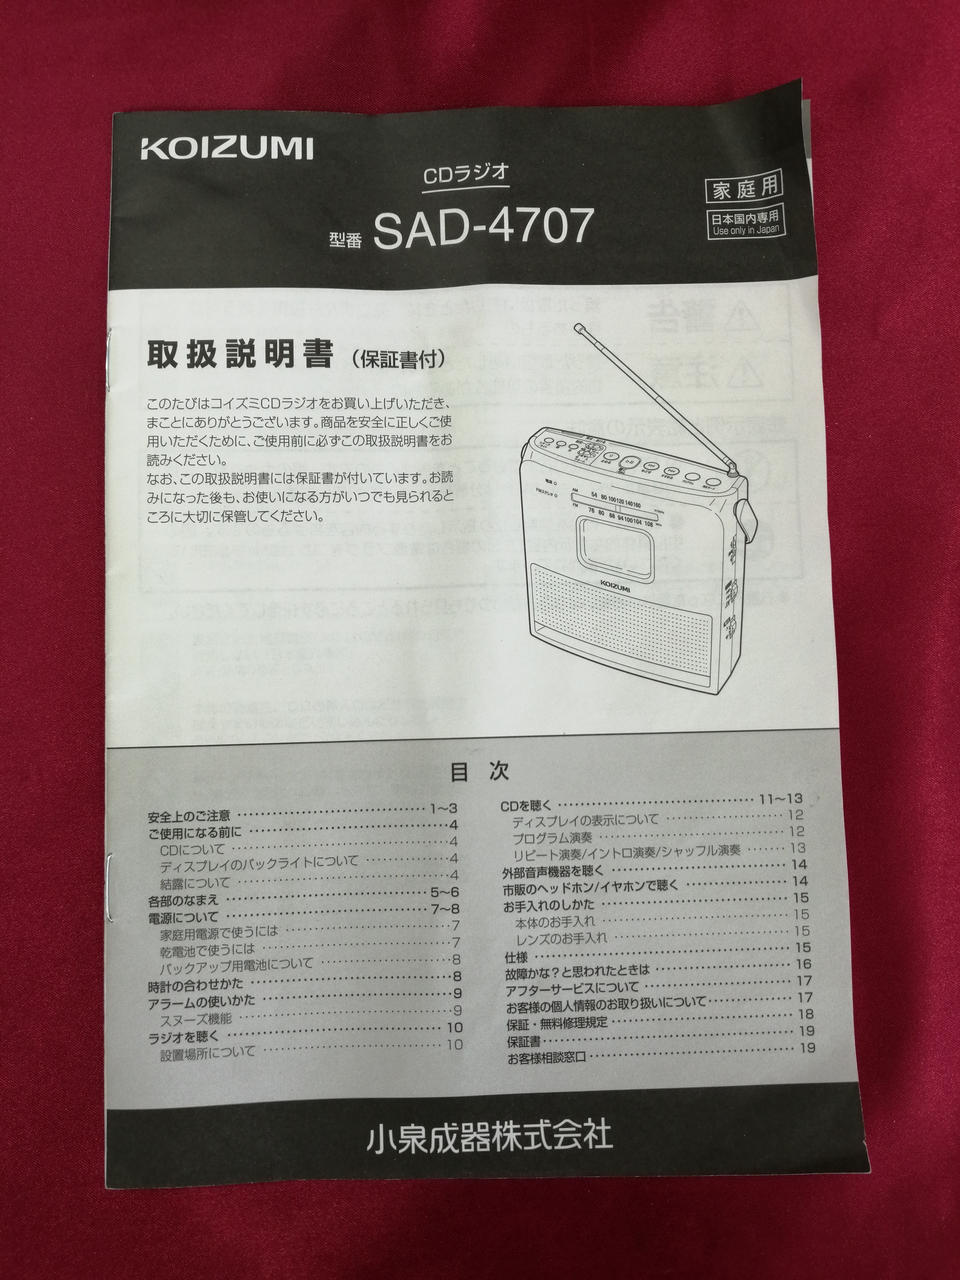 KOIZUMI
CDラジオ
型番 SAD-4707
家庭用
日本国内専用
Use only in Japan
取扱説明書（保証書付）
このたびはコイズミCDラジオをお買い上げいただき、
まことにありがとうございます。商品を安全に正しくご使
用いただくために、ご使用前に必ずこの取扱説明書をお
読みください。
なお、この取扱説明書には保証書が付いています。お読
みになった後も、お使いになる方がいつでも見られると
ころに大切に保管してください。
AM 54 80 100 120 140 160
FM 76 80 88 94 100 104 108
KOIZUMI
目次
安全上のご注意 1～3
ご使用になる前に 4
CDについて 4
ディスプレイのバックライトについて 4
結露について 4
各部のなまえ 5～6
電源について 7～8
家庭用電源で使うには 7
乾電池で使うには 7
バックアップ用電池について 8
時計の合わせかた 8
アラームの使いかた 9
スヌーズ機能 9
ラジオを聴く 10
設置場所について 10
CDを聴く 11～13
ディスプレイの表示について 12
プログラム演奏 12
リピート演奏/イントロ演奏/シャッフル演奏 13
外部音声機器を聴く 14
市販のヘッドホン/イヤホンで聴く 14
お手入れのしかた 15
本体のお手入れ 15
レンズのお手入れ 15
仕様 15
故障かな？と思われたときは 16
アフターサービスについて 17
お客様の個人情報のお取り扱いについて 17
保証・無料修理規定 18
保証書 19
お客様相談窓口 19
小泉成器株式会社